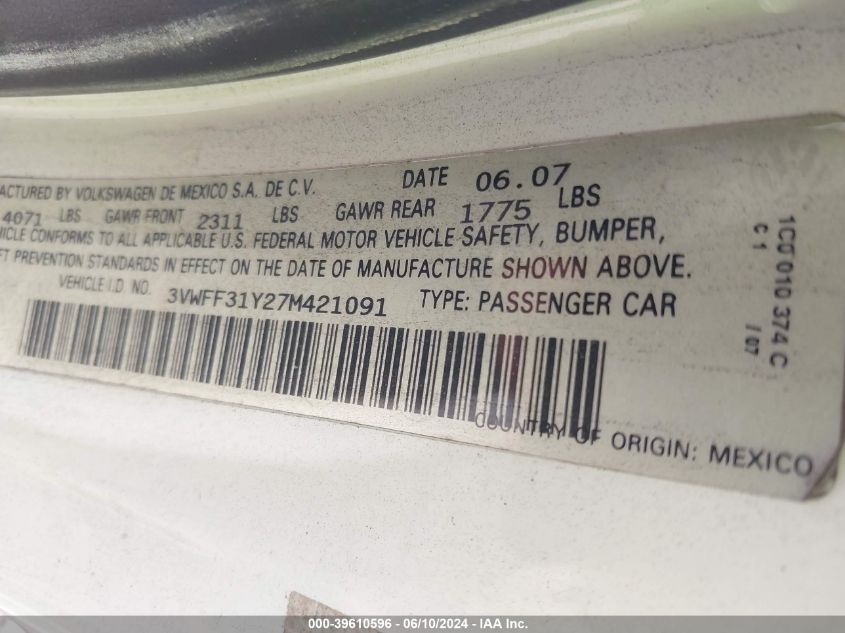 ACTURED BY VOLKSWAGEN DE MEXICO S.A. DE C.V. DATE 06.07
4071 LBS GAWR FRONT 2311 LBS GAWR REAR 1775 LBS
HICLE CONFORMS TO ALL APPLICABLE U.S. FEDERAL MOTOR VEHICLE SAFETY, BUMPER,
FT PREVENTION STANDARDS IN EFFECT ON THE DATE OF MANUFACTURE SHOWN ABOVE.
VEHICLE I.D NO. 3VWFF31Y27M421091 TYPE: PASSENGER CAR
COUNTRY OF ORIGIN: MEXICO
1C0 010 374 C
C 1
/ 07
000-39610596 - 06/10/2024 - IAA Inc.